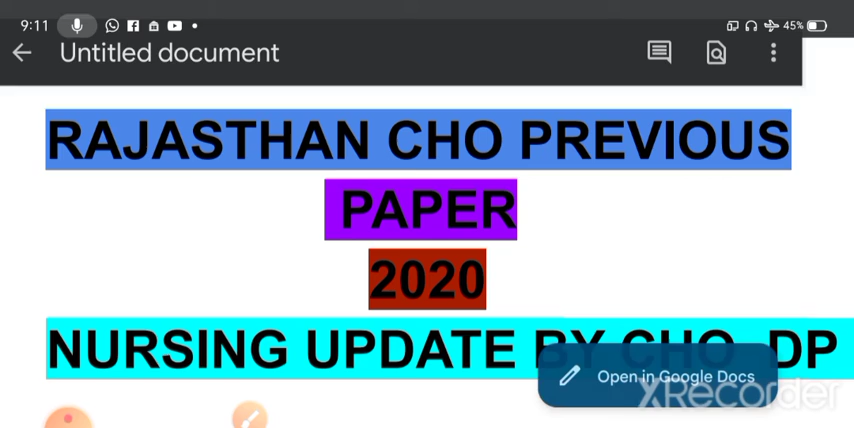 9:11
45%
Untitled document
RAJASTHAN CHO PREVIOUS
PAPER
2020
NURSING UPDATE BY CHO DP
Open in Google Docs
XRecorder